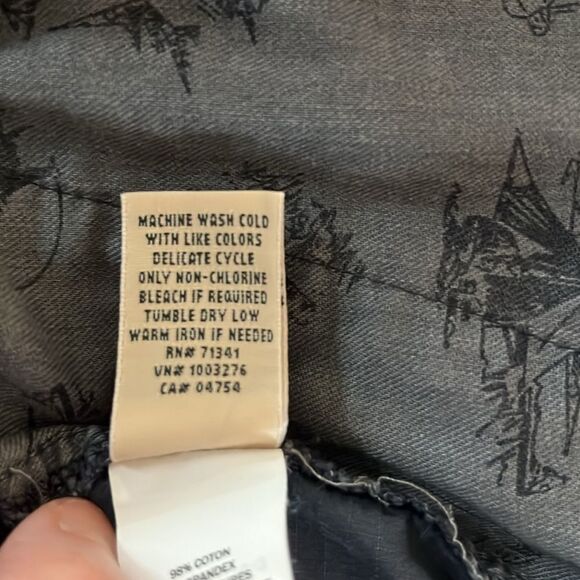 MACHINE WASH COLD
WITH LIKE COLORS
DELICATE CYCLE
ONLY NON-CHLORINE
BLEACH IF REQUIRED
TUMBLE DRY LOW
WARM IRON IF NEEDED
RN# 71341
VN# 1003276
CA# 04754
98% COTON